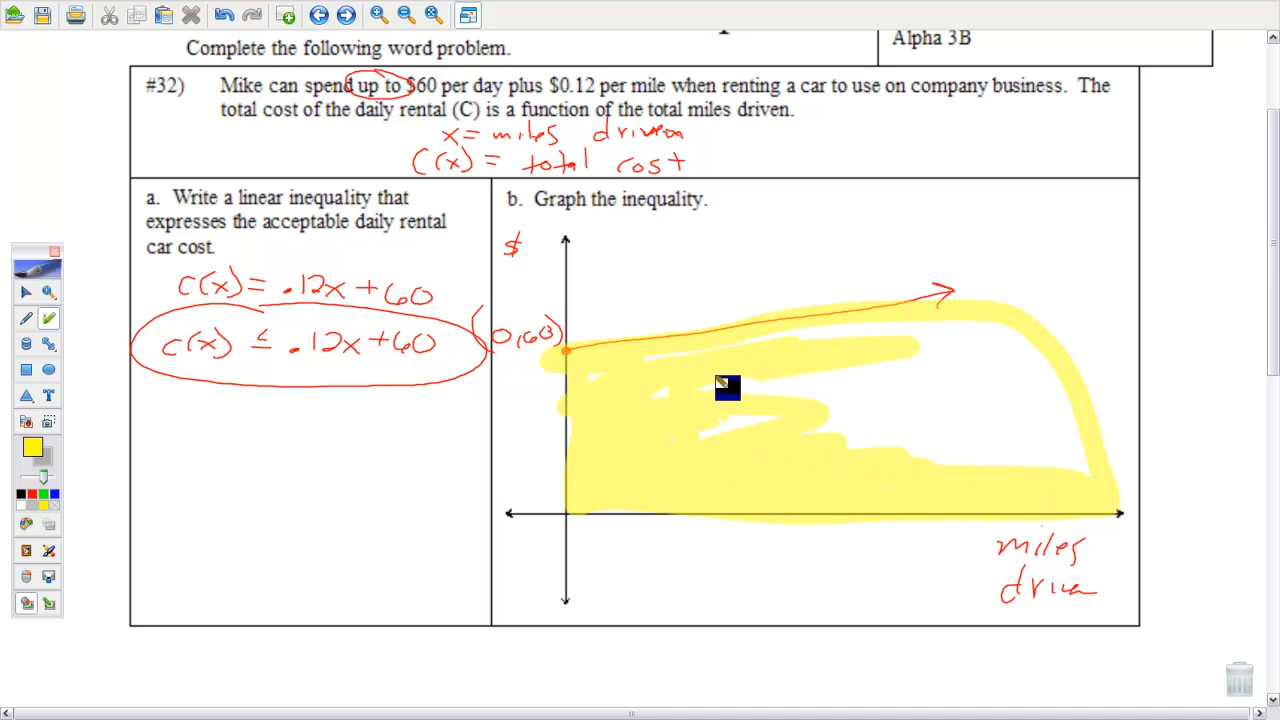 Complete the following word problem.
Alpha 3B
#32) Mike can spend up to $60 per day plus $0.12 per mile when renting a car to use on company business. The
total cost of the daily rental (C) is a function of the total miles driven.
x = miles driven
C(x) = total cost
a. Write a linear inequality that
expresses the acceptable daily rental
car cost.
c(x) = .12x + 60
c(x) ≤ .12x + 60
b. Graph the inequality.
$
(0,60)
miles
driven